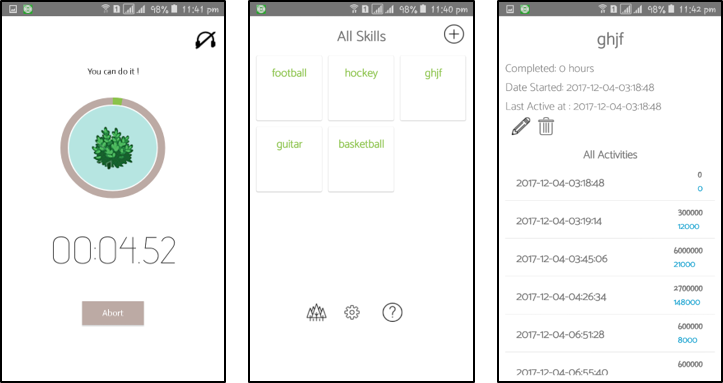 98% 11:41 pm
You can do it !
00:04.52
Abort
98% 11:40 pm
All Skills
football hockey ghjf
guitar basketball
?
98% 11:42 pm
ghjf
Completed: 0 hours
Date Started: 2017-12-04-03:18:48
Last Active at : 2017-12-04-03:18:48
All Activities
0
2017-12-04-03:18:48
0
300000
2017-12-04-03:19:14
12000
6000000
2017-12-04-03:45:06
21000
2700000
2017-12-04-04:26:34
148000
600000
2017-12-04-06:51:28
8000
600000
2017-12-04-06:55:40